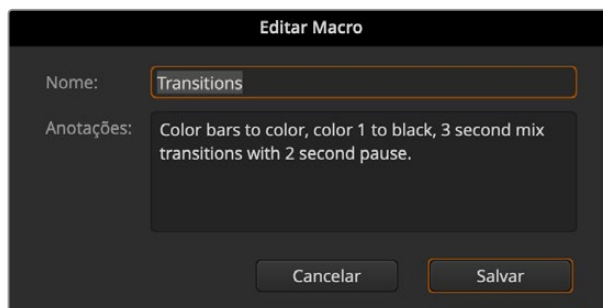 Editar Macro
Nome: Transitions
Anotações: Color bars to color, color 1 to black, 3 second mix
transitions with 2 second pause.
Cancelar Salvar